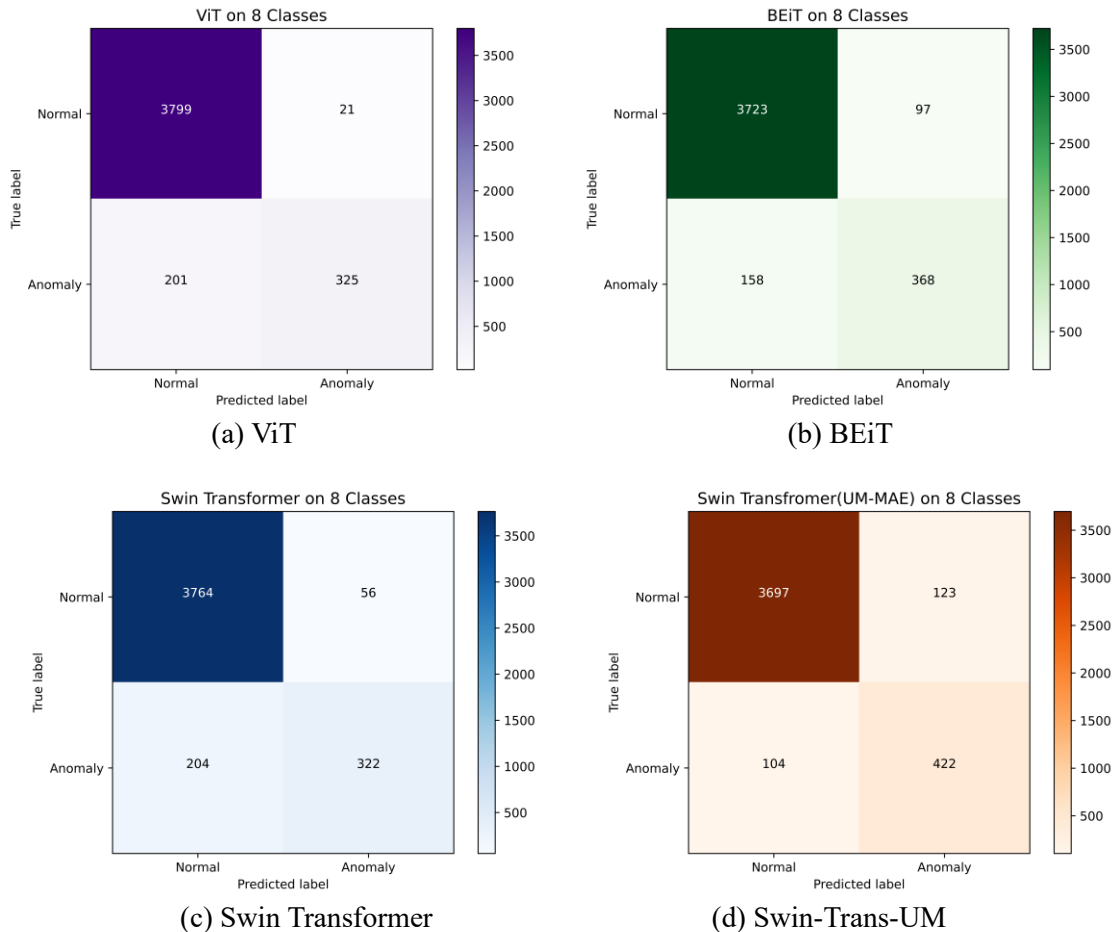 ViT on 8 Classes
Normal
Anomaly
True label
3799
21
201
325
Normal
Anomaly
Predicted label
3500
3000
2500
2000
1500
1000
500
(a) ViT
BEiT on 8 Classes
Normal
Anomaly
True label
3723
97
158
368
Normal
Anomaly
Predicted label
3500
3000
2500
2000
1500
1000
500
(b) BEiT
Swin Transformer on 8 Classes
Normal
Anomaly
True label
3764
56
204
322
Normal
Anomaly
Predicted label
3500
3000
2500
2000
1500
1000
500
(c) Swin Transformer
Swin Transfromer(UM-MAE) on 8 Classes
Normal
Anomaly
True label
3697
123
104
422
Normal
Anomaly
Predicted label
3500
3000
2500
2000
1500
1000
500
(d) Swin-Trans-UM